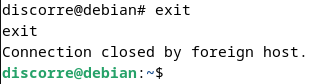 discorre@debian# exit
exit
Connection closed by foreign host.
discorre@debian:~$